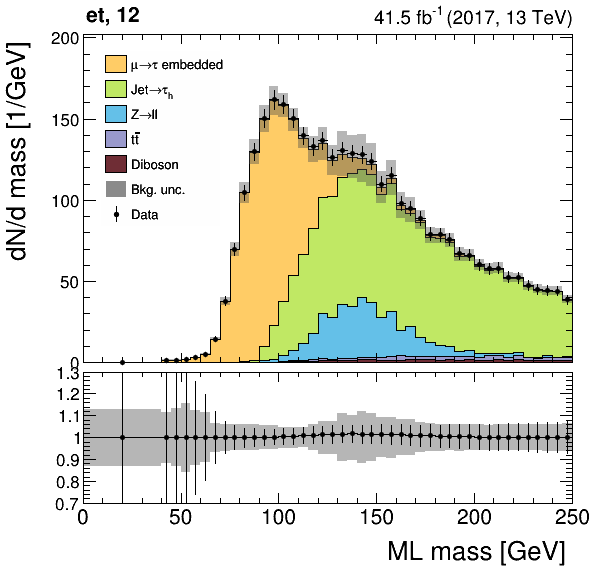 et, 12
41.5 fb⁻¹ (2017, 13 TeV)
dN/d mass [1/GeV]
200
150
100
50
0
μ→τ embedded
Jet→τₕ
Z→ll
tt̄
Diboson
Bkg. unc.
Data
1.3
1.2
1.1
1
0.9
0.8
0.7
0 50 100 150 200 250
ML mass [GeV]